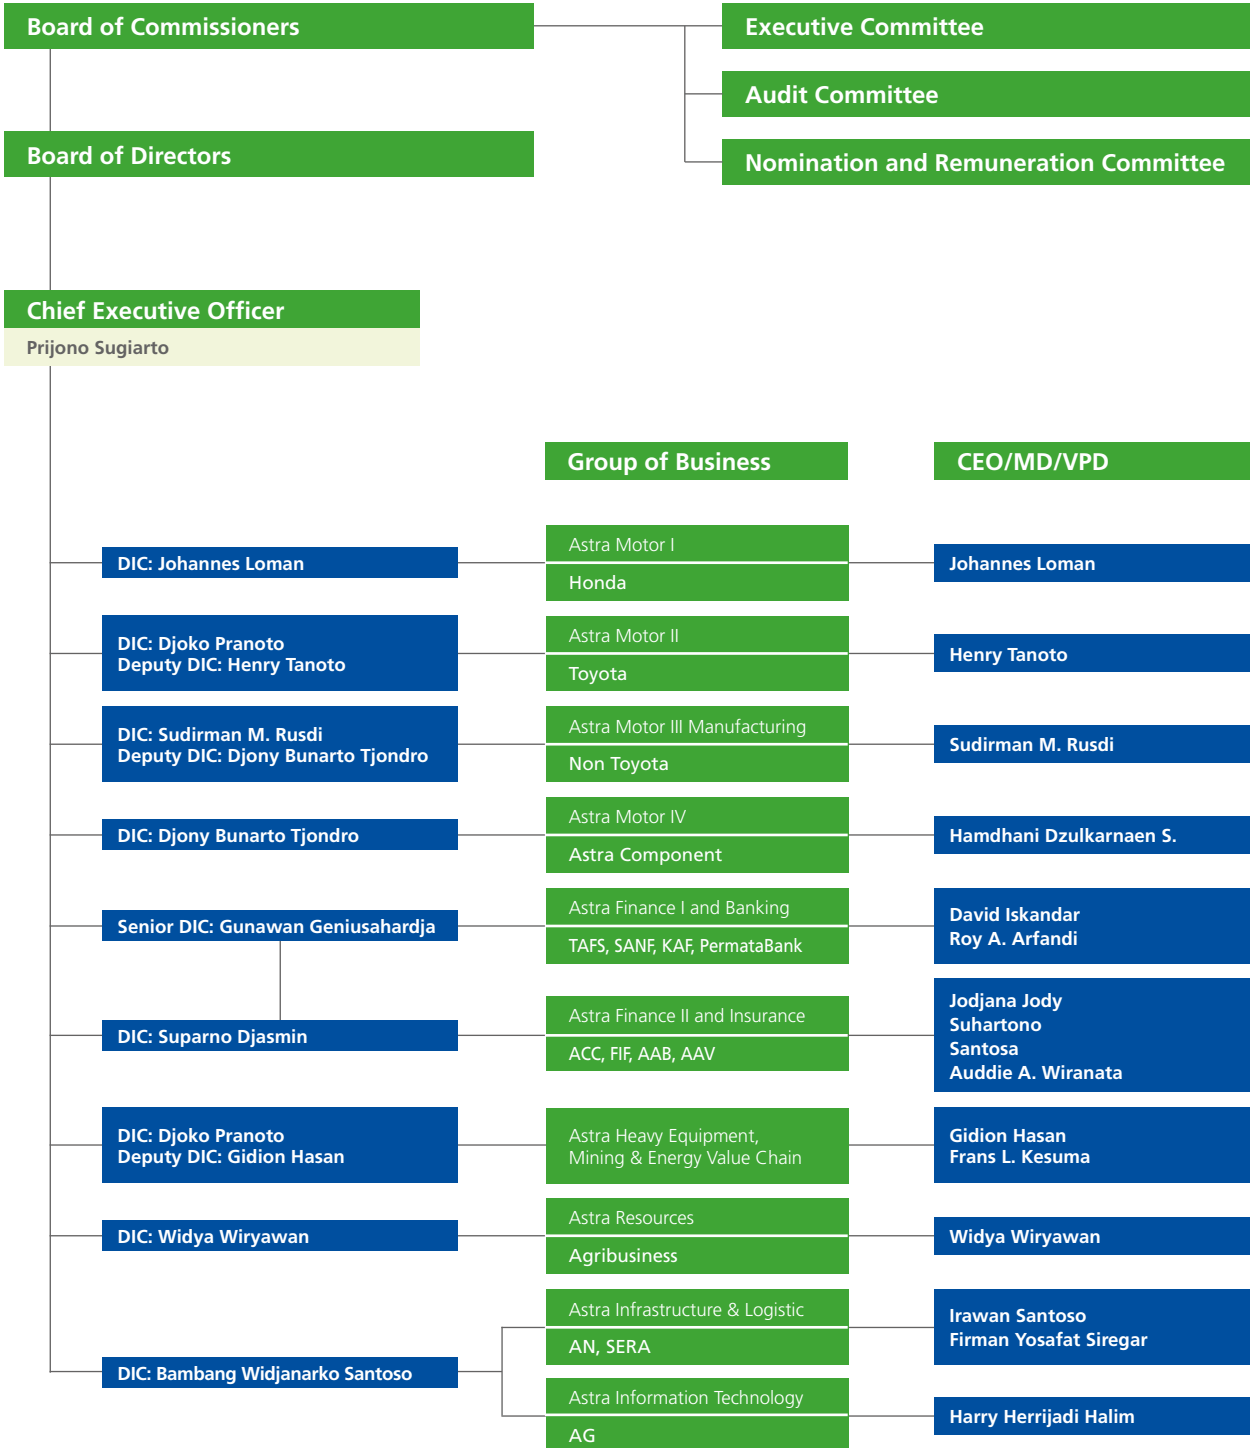 Board of Commissioners
Executive Committee
Audit Committee
Board of Directors
Nomination and Remuneration Committee
Chief Executive Officer
Prijono Sugiarto
Group of Business
CEO/MD/VPD
DIC: Johannes Loman
Astra Motor I
Honda
Johannes Loman
DIC: Djoko Pranoto
Deputy DIC: Henry Tanoto
Astra Motor II
Toyota
Henry Tanoto
DIC: Sudirman M. Rusdi
Deputy DIC: Djony Bunarto Tjondro
Astra Motor III Manufacturing
Non Toyota
Sudirman M. Rusdi
DIC: Djony Bunarto Tjondro
Astra Motor IV
Astra Component
Hamdhani Dzulkarnaen S.
Senior DIC: Gunawan Geniusahardja
Astra Finance I and Banking
TAFS, SANF, KAF, PermataBank
David Iskandar
Roy A. Arfandi
DIC: Suparno Djasmin
Astra Finance II and Insurance
ACC, FIF, AAB, AAV
Jodjana Jody
Suhartono
Santosa
Auddie A. Wiranata
DIC: Djoko Pranoto
Deputy DIC: Gidion Hasan
Astra Heavy Equipment,
Mining & Energy Value Chain
Gidion Hasan
Frans L. Kesuma
DIC: Widya Wiryawan
Astra Resources
Agribusiness
Widya Wiryawan
DIC: Bambang Widjanarko Santoso
Astra Infrastructure & Logistic
AN, SERA
Irawan Santoso
Firman Yosafat Siregar
Astra Information Technology
AG
Harry Herrijadi Halim